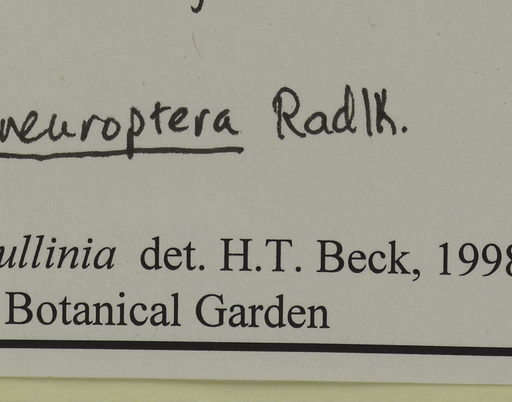 neuroptera Radlk.
ullinia det. H.T. Beck, 1998
Botanical Garden